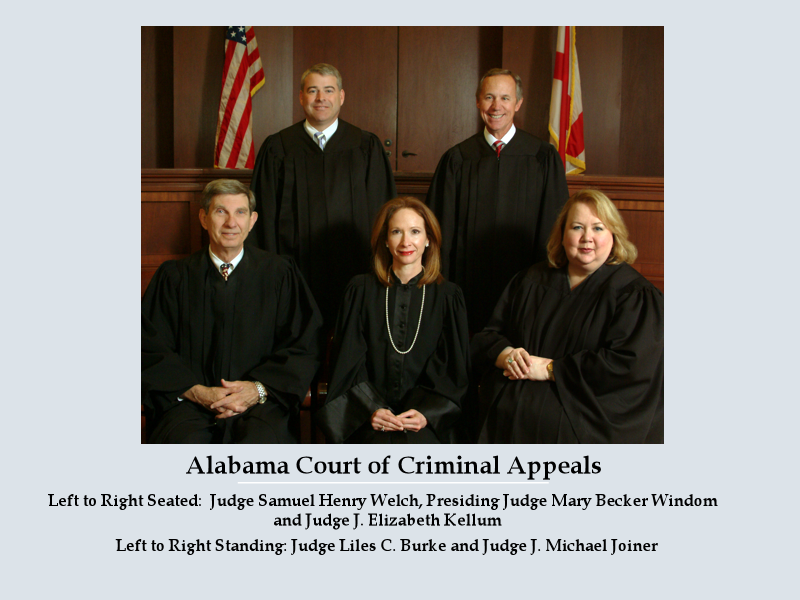 Alabama Court of Criminal Appeals
Left to Right Seated: Judge Samuel Henry Welch, Presiding Judge Mary Becker Windom
and Judge J. Elizabeth Kellum
Left to Right Standing: Judge Liles C. Burke and Judge J. Michael Joiner